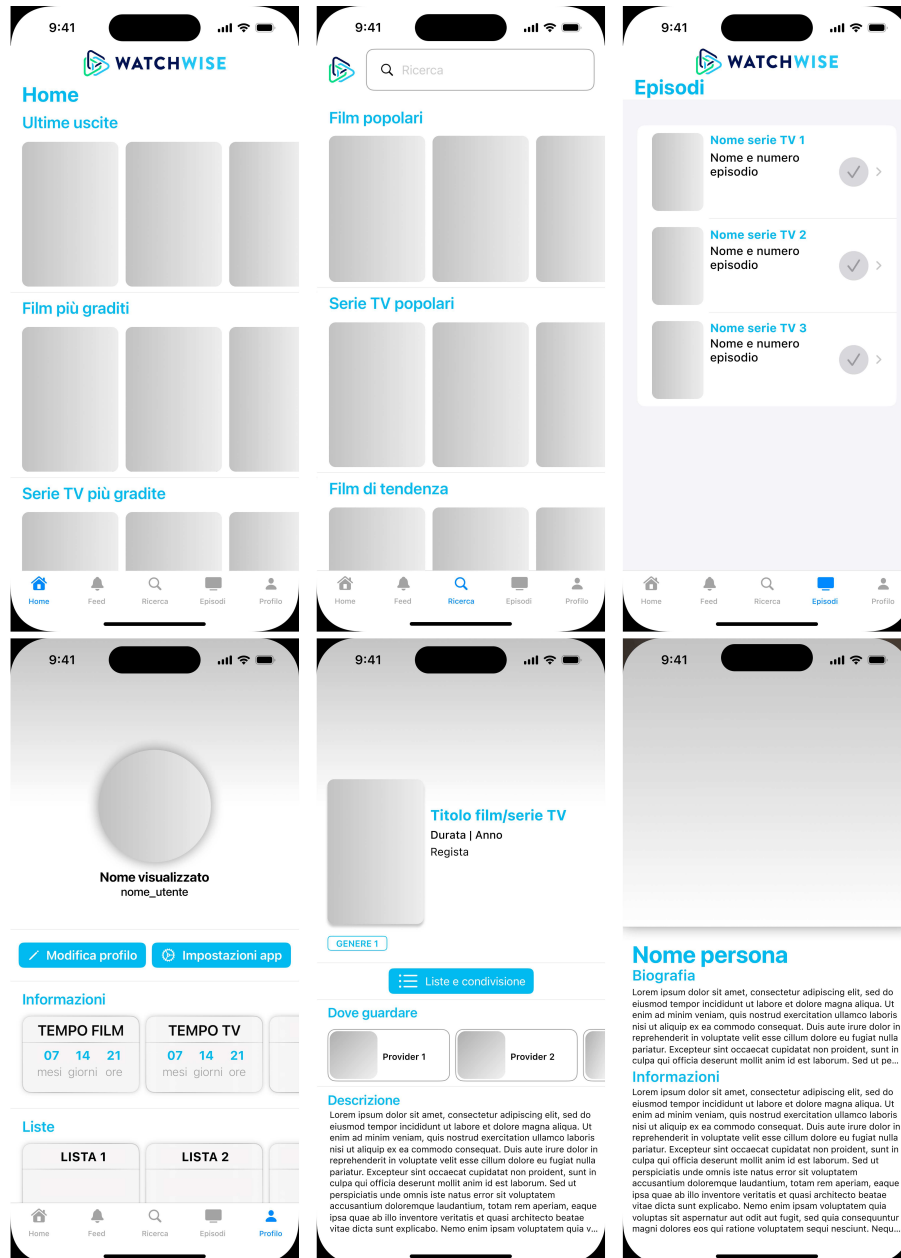 9:41
WATCHWISE
Home
Ultime uscite
Film più graditi
Serie TV più gradite
Home Feed Ricerca Episodi Profilo
9:41
Ricerca
Film popolari
Serie TV popolari
Film di tendenza
Home Feed Ricerca Episodi Profilo
9:41
WATCHWISE
Episodi
Nome serie TV 1
Nome e numero
episodio
Nome serie TV 2
Nome e numero
episodio
Nome serie TV 3
Nome e numero
episodio
Home Feed Ricerca Episodi Profilo
9:41
Nome visualizzato
nome_utente
Modifica profilo Impostazioni app
Informazioni
TEMPO FILM TEMPO TV
07 14 21 07 14 21
mesi giorni ore mesi giorni ore
Liste
LISTA 1 LISTA 2
Home Feed Ricerca Episodi Profilo
9:41
Titolo film/serie TV
Durata | Anno
Regista
GENERE 1
Liste e condivisione
Dove guardare
Provider 1 Provider 2
Descrizione
Lorem ipsum dolor sit amet, consectetur adipiscing elit, sed do
eiusmod tempor incididunt ut labore et dolore magna aliqua. Ut
enim ad minim veniam, quis nostrud exercitation ullamco laboris
nisi ut aliquip ex ea commodo consequat. Duis aute irure dolor in
reprehenderit in voluptate velit esse cillum dolore eu fugiat nulla
pariatur. Excepteur sint occaecat cupidatat non proident, sunt in
culpa qui officia deserunt mollit anim id est laborum. Sed ut
perspiciatis unde omnis iste natus error sit voluptatem
accusantium doloremque laudantium, totam rem aperiam, eaque
ipsa quae ab illo inventore veritatis et quasi architecto beatae
vitae dicta sunt explicabo. Nemo enim ipsam voluptatem quia v...
9:41
Nome persona
Biografia
Lorem ipsum dolor sit amet, consectetur adipiscing elit, sed do
eiusmod tempor incididunt ut labore et dolore magna aliqua. Ut
enim ad minim veniam, quis nostrud exercitation ullamco laboris
nisi ut aliquip ex ea commodo consequat. Duis aute irure dolor in
reprehenderit in voluptate velit esse cillum dolore eu fugiat nulla
pariatur. Excepteur sint occaecat cupidatat non proident, sunt in
culpa qui officia deserunt mollit anim id est laborum. Sed ut pe...
Informazioni
Lorem ipsum dolor sit amet, consectetur adipiscing elit, sed do
eiusmod tempor incididunt ut labore et dolore magna aliqua. Ut
enim ad minim veniam, quis nostrud exercitation ullamco laboris
nisi ut aliquip ex ea commodo consequat. Duis aute irure dolor in
reprehenderit in voluptate velit esse cillum dolore eu fugiat nulla
pariatur. Excepteur sint occaecat cupidatat non proident, sunt in
culpa qui officia deserunt mollit anim id est laborum. Sed ut
perspiciatis unde omnis iste natus error sit voluptatem
accusantium doloremque laudantium, totam rem aperiam, eaque
ipsa quae ab illo inventore veritatis et quasi architecto beatae
vitae dicta sunt explicabo. Nemo enim ipsam voluptatem quia
voluptas sit aspernatur aut odit aut fugit, sed quia consequuntur
magni dolores eos qui ratione voluptatem sequi nesciunt. Nequ...